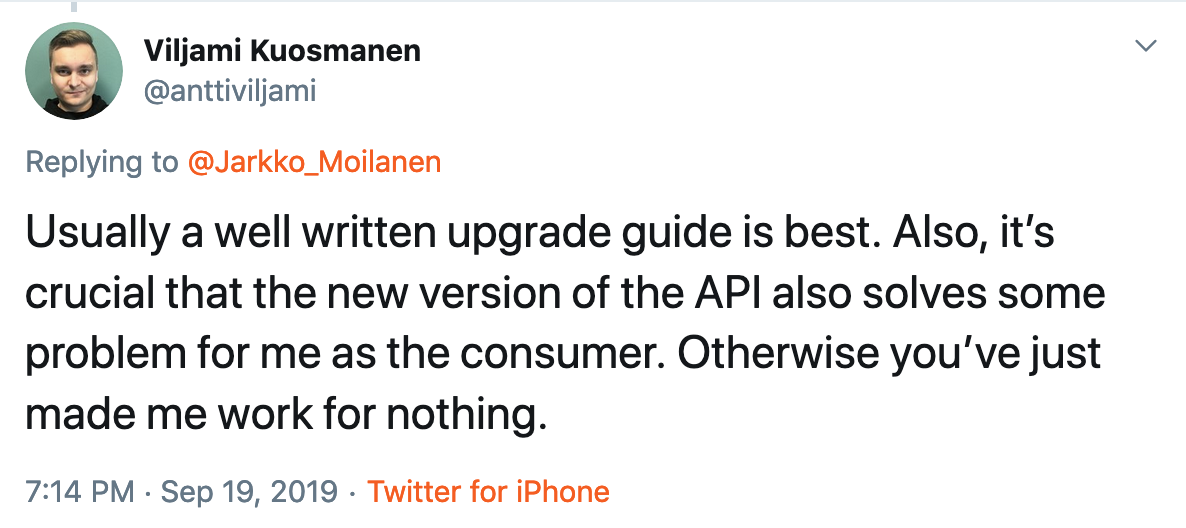 Viljami Kuosmanen
@anttiviljami
Replying to @Jarkko_Moilanen
Usually a well written upgrade guide is best. Also, it’s
crucial that the new version of the API also solves some
problem for me as the consumer. Otherwise you’ve just
made me work for nothing.
7:14 PM · Sep 19, 2019 · Twitter for iPhone